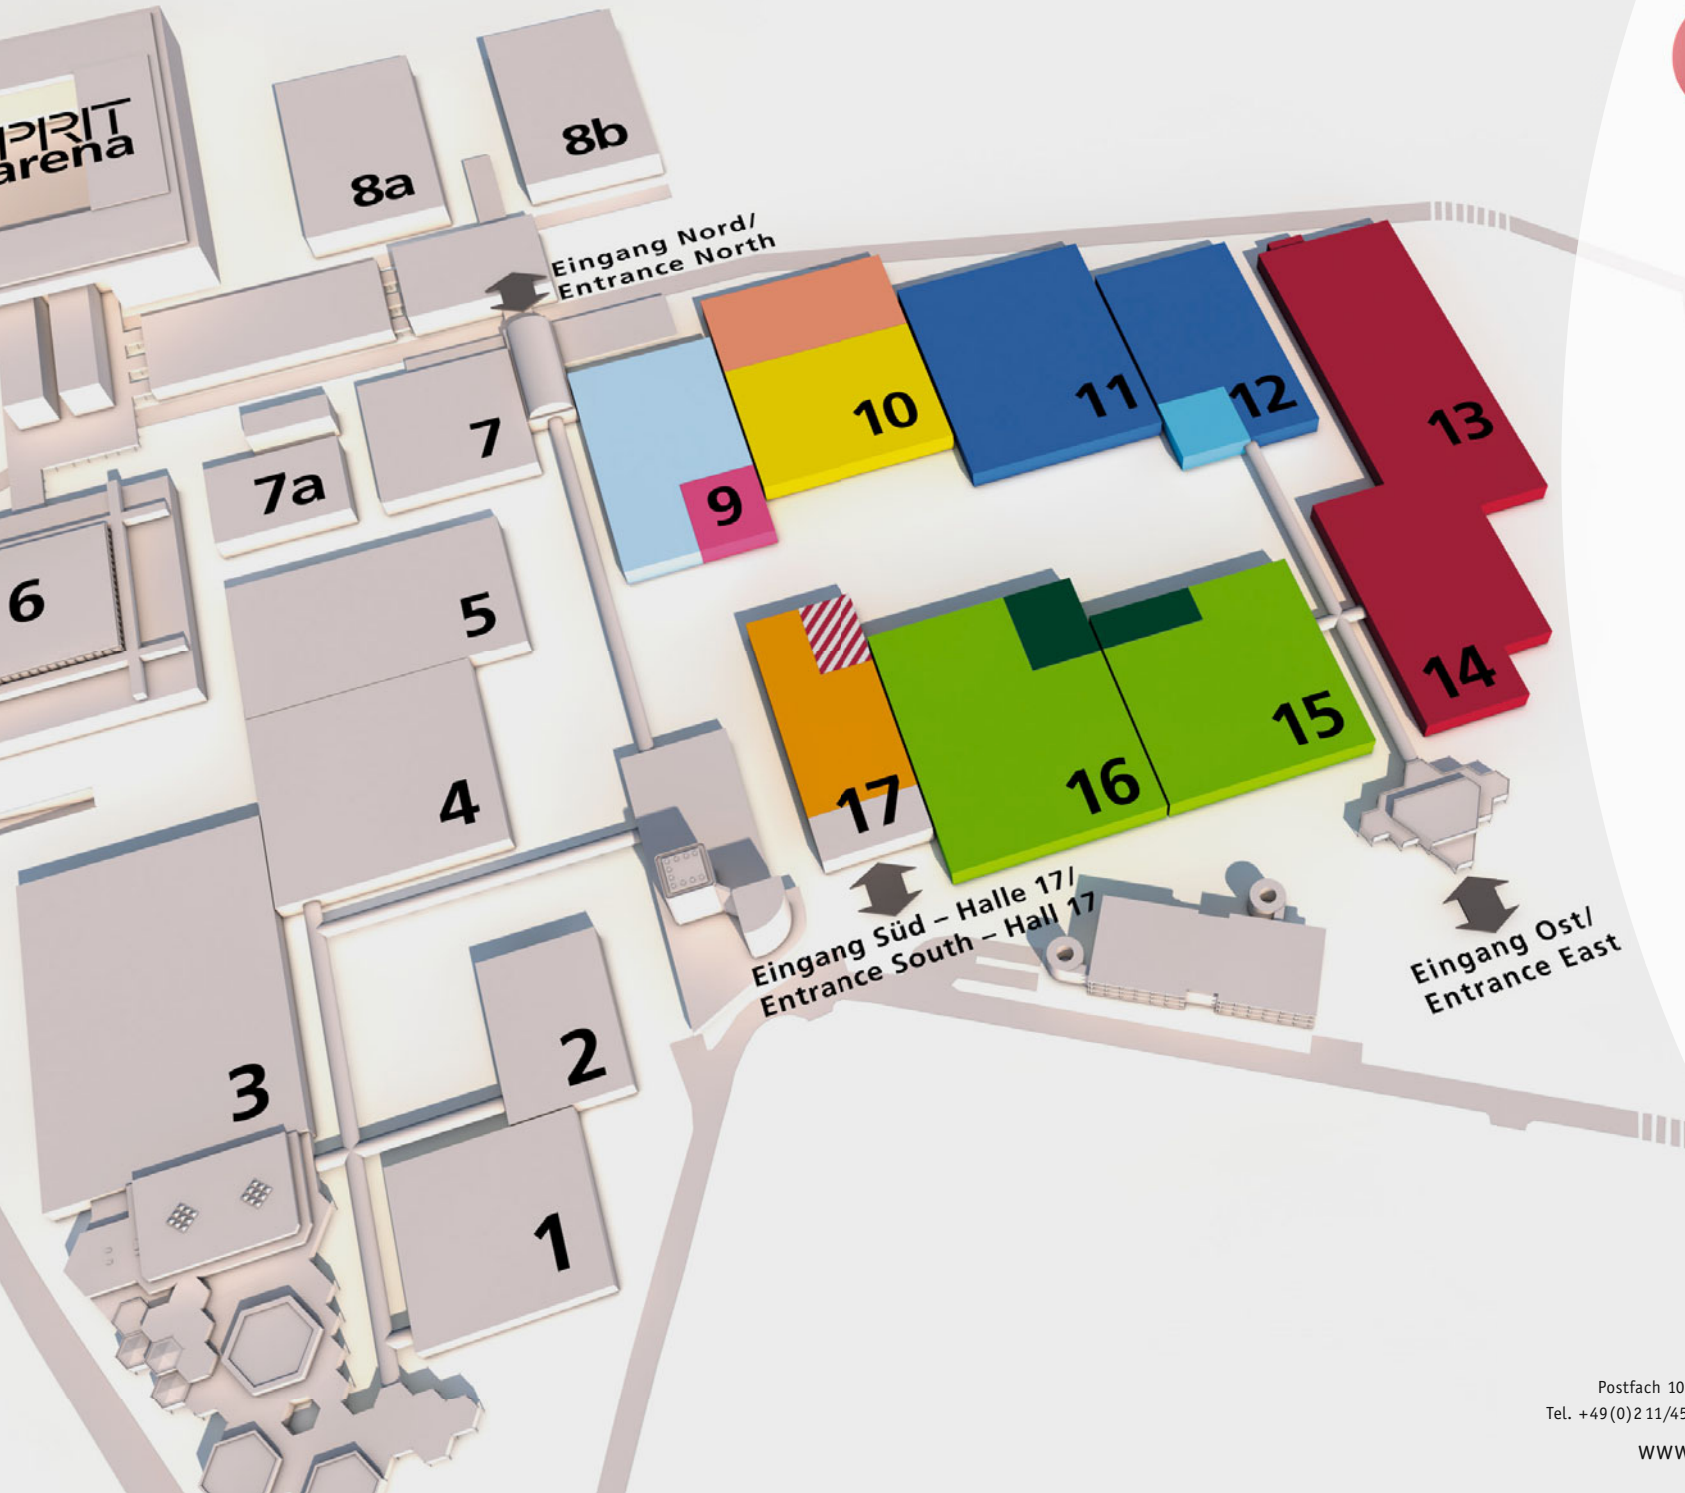 PRIT
arena
8a
8b
Eingang Nord/
Entrance North
7
7a
6
5
4
3
2
1
9
10
11
12
13
14
15
16
17
Eingang Süd – Halle 17/
Entrance South – Hall 17
Eingang Ost/
Entrance East
Postfach 10
Tel. +49(0)2 11/45
www